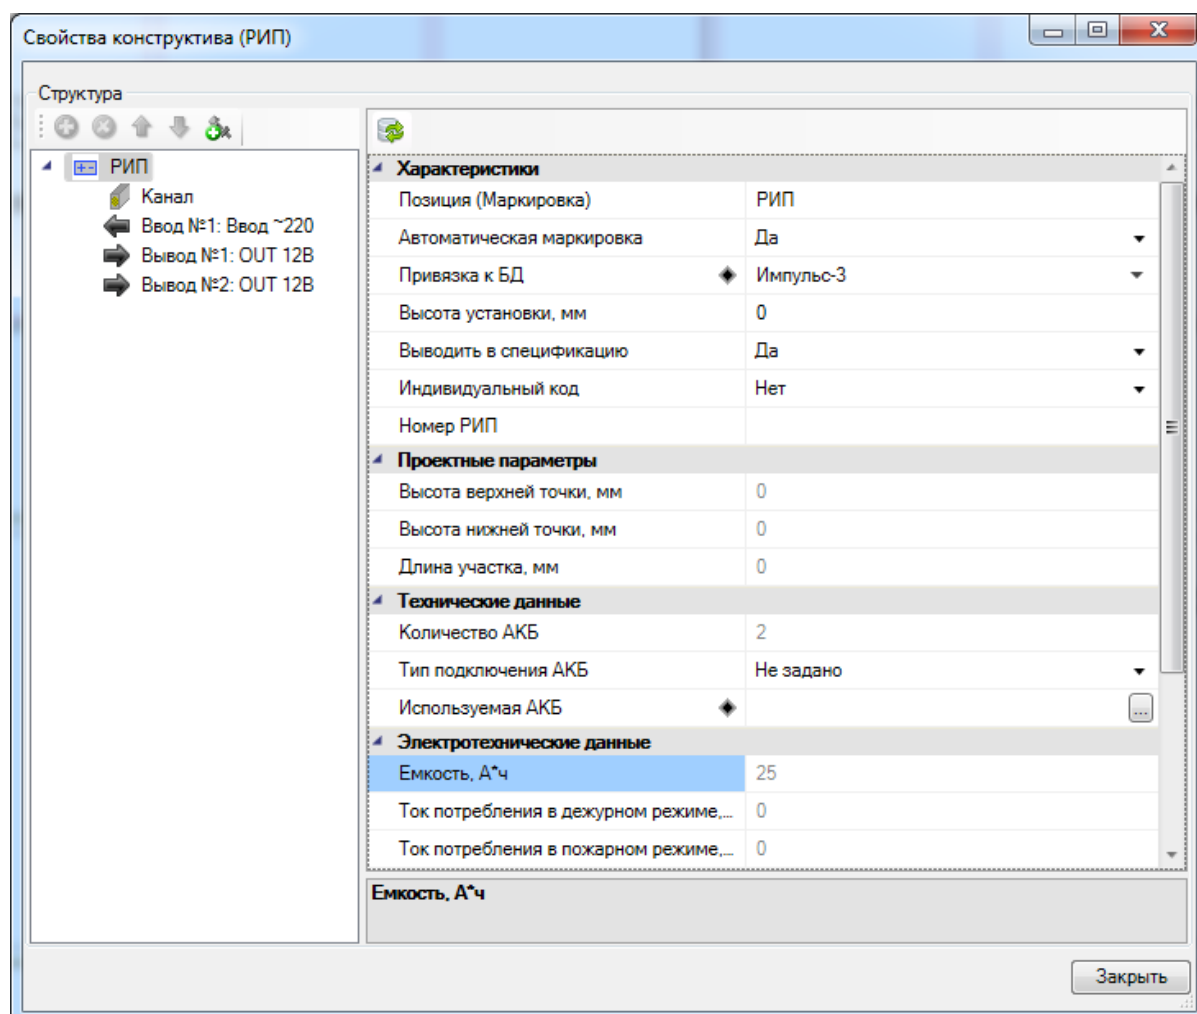 Свойства конструктива (РИП)
Структура
РИП
Канал
Ввод №1: Ввод ~220
Вывод №1: OUT 12В
Вывод №2: OUT 12В
Характеристики
Позиция (Маркировка) РИП
Автоматическая маркировка Да
Привязка к БД Импульс-3
Высота установки, мм 0
Выводить в спецификацию Да
Индивидуальный код Нет
Номер РИП
Проектные параметры
Высота верхней точки, мм 0
Высота нижней точки, мм 0
Длина участка, мм 0
Технические данные
Количество АКБ 2
Тип подключения АКБ Не задано
Используемая АКБ ...
Электротехнические данные
Емкость, А*ч 25
Ток потребления в дежурном режиме,... 0
Ток потребления в пожарном режиме,... 0
Емкость, А*ч
Закрыть